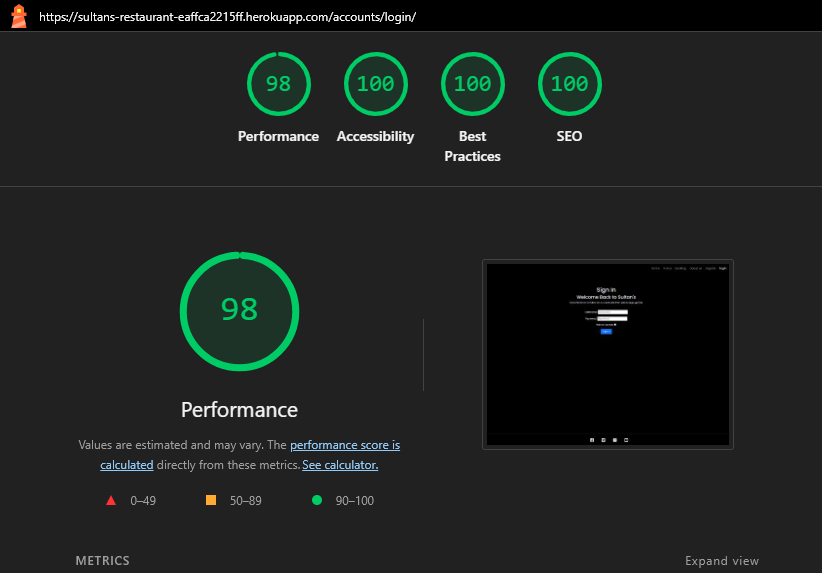 https://sultans-restaurant-eaffca2215ff.herokuapp.com/accounts/login/
98 100 100 100
Performance Accessibility Best Practices SEO
98
Performance
Values are estimated and may vary. The performance score is
calculated directly from these metrics. See calculator.
0–49 50–89 90–100
Sign In
Welcome Back to Sultan's
METRICS Expand view